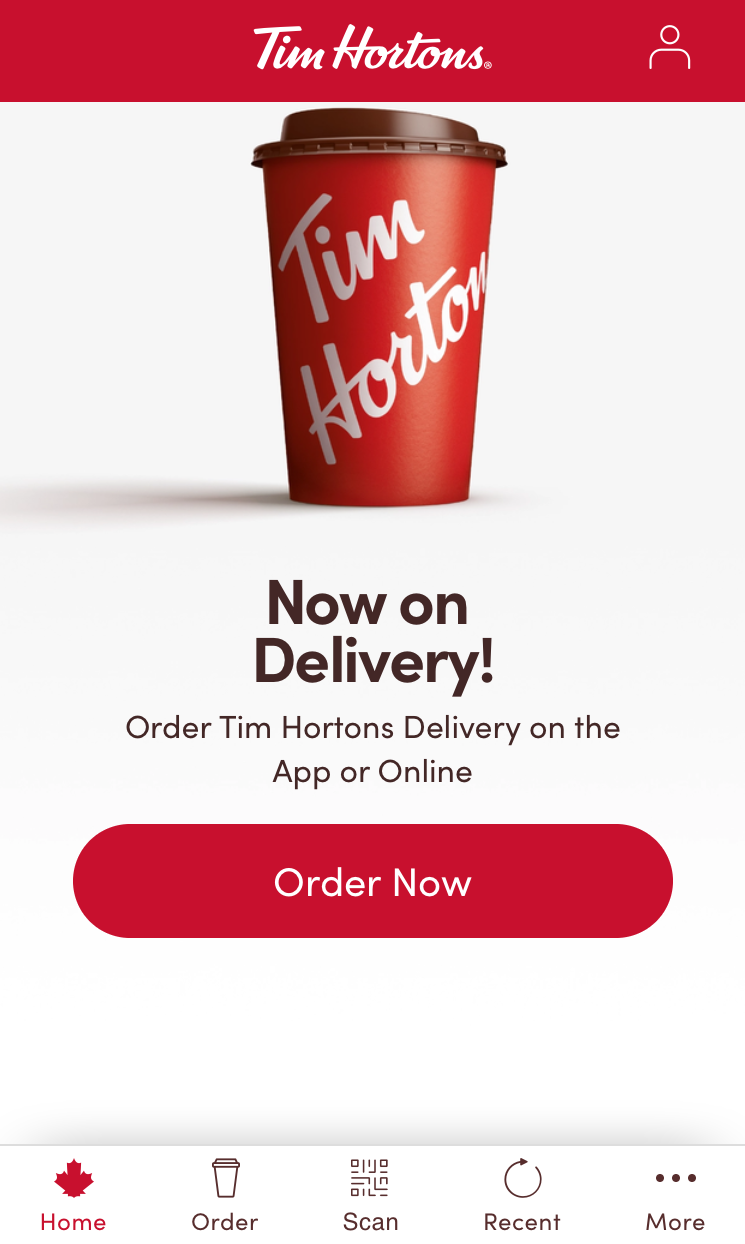 Tim Hortons®
Tim
Horton
Now on
Delivery!
Order Tim Hortons Delivery on the
App or Online
Order Now
Home
Order
Scan
Recent
More